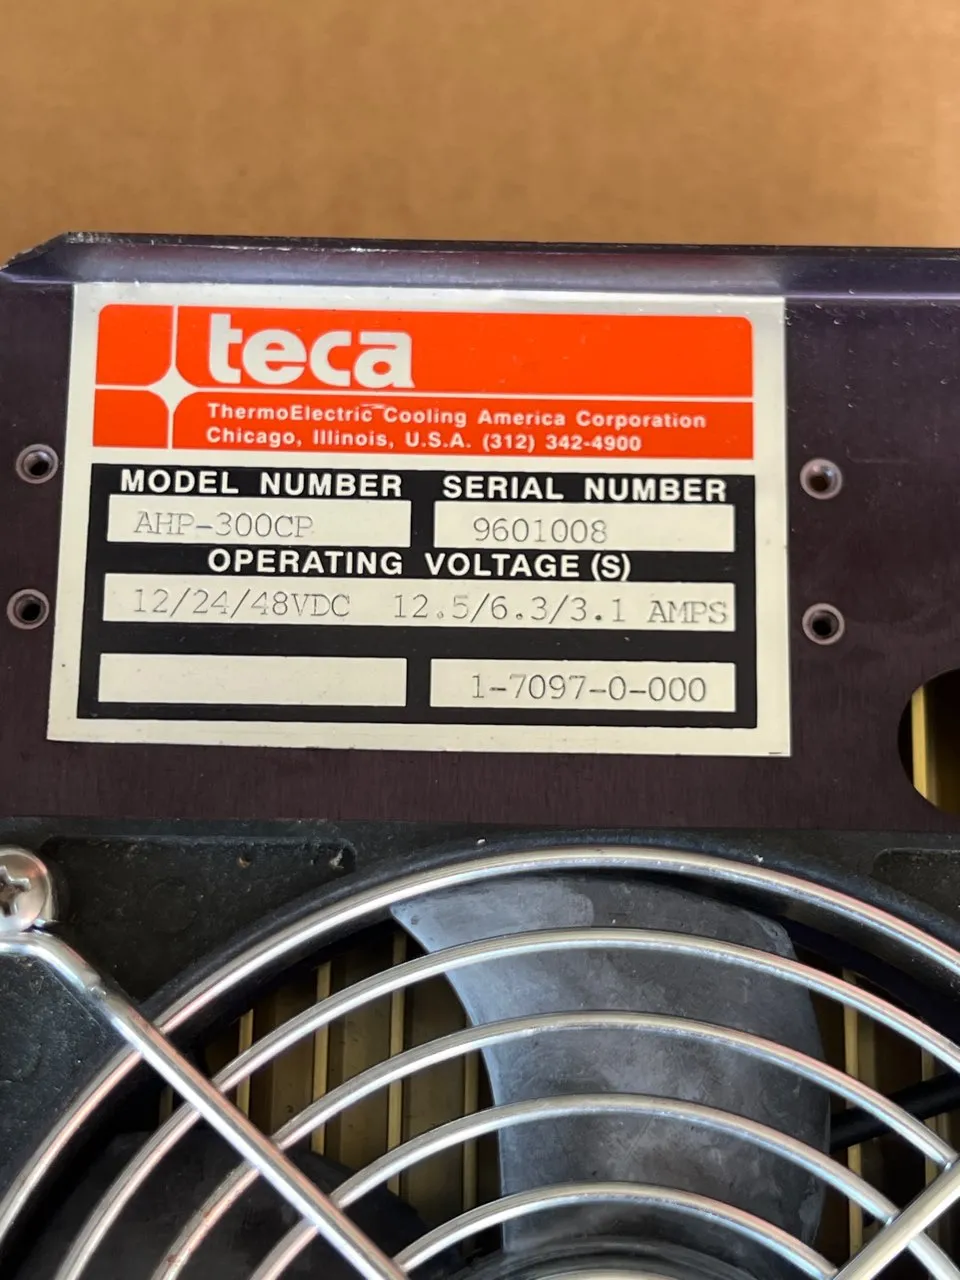 teca
ThermoElectric Cooling America Corporation
Chicago, Illinois, U.S.A. (312) 342-4900
MODEL NUMBER SERIAL NUMBER
AHP-300CP 9601008
OPERATING VOLTAGE (S)
12/24/48VDC 12.5/6.3/3.1 AMPS
1-7097-0-000